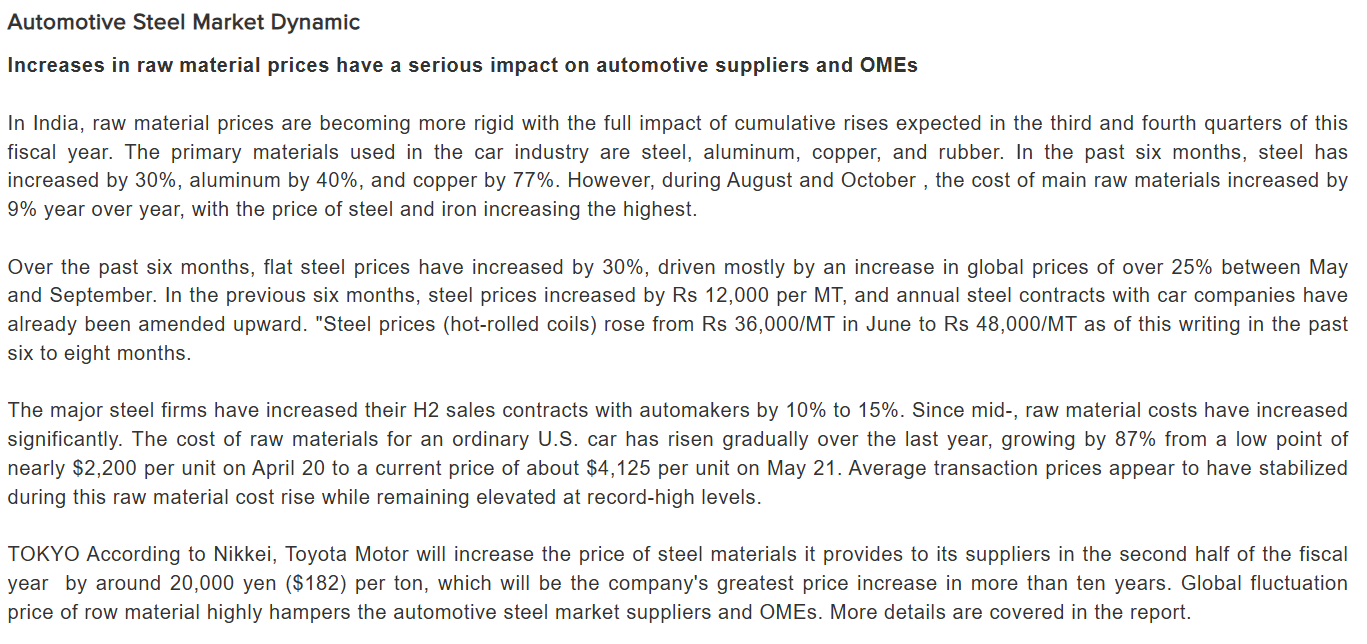 Automotive Steel Market Dynamic
Increases in raw material prices have a serious impact on automotive suppliers and OMEs
In India, raw material prices are becoming more rigid with the full impact of cumulative rises expected in the third and fourth quarters of this
fiscal year. The primary materials used in the car industry are steel, aluminum, copper, and rubber. In the past six months, steel has
increased by 30%, aluminum by 40%, and copper by 77%. However, during August and October , the cost of main raw materials increased by
9% year over year, with the price of steel and iron increasing the highest.
Over the past six months, flat steel prices have increased by 30%, driven mostly by an increase in global prices of over 25% between May
and September. In the previous six months, steel prices increased by Rs 12,000 per MT, and annual steel contracts with car companies have
already been amended upward. "Steel prices (hot-rolled coils) rose from Rs 36,000/MT in June to Rs 48,000/MT as of this writing in the past
six to eight months.
The major steel firms have increased their H2 sales contracts with automakers by 10% to 15%. Since mid-, raw material costs have increased
significantly. The cost of raw materials for an ordinary U.S. car has risen gradually over the last year, growing by 87% from a low point of
nearly $2,200 per unit on April 20 to a current price of about $4,125 per unit on May 21. Average transaction prices appear to have stabilized
during this raw material cost rise while remaining elevated at record-high levels.
TOKYO According to Nikkei, Toyota Motor will increase the price of steel materials it provides to its suppliers in the second half of the fiscal
year  by around 20,000 yen ($182) per ton, which will be the company's greatest price increase in more than ten years. Global fluctuation
price of row material highly hampers the automotive steel market suppliers and OMEs. More details are covered in the report.